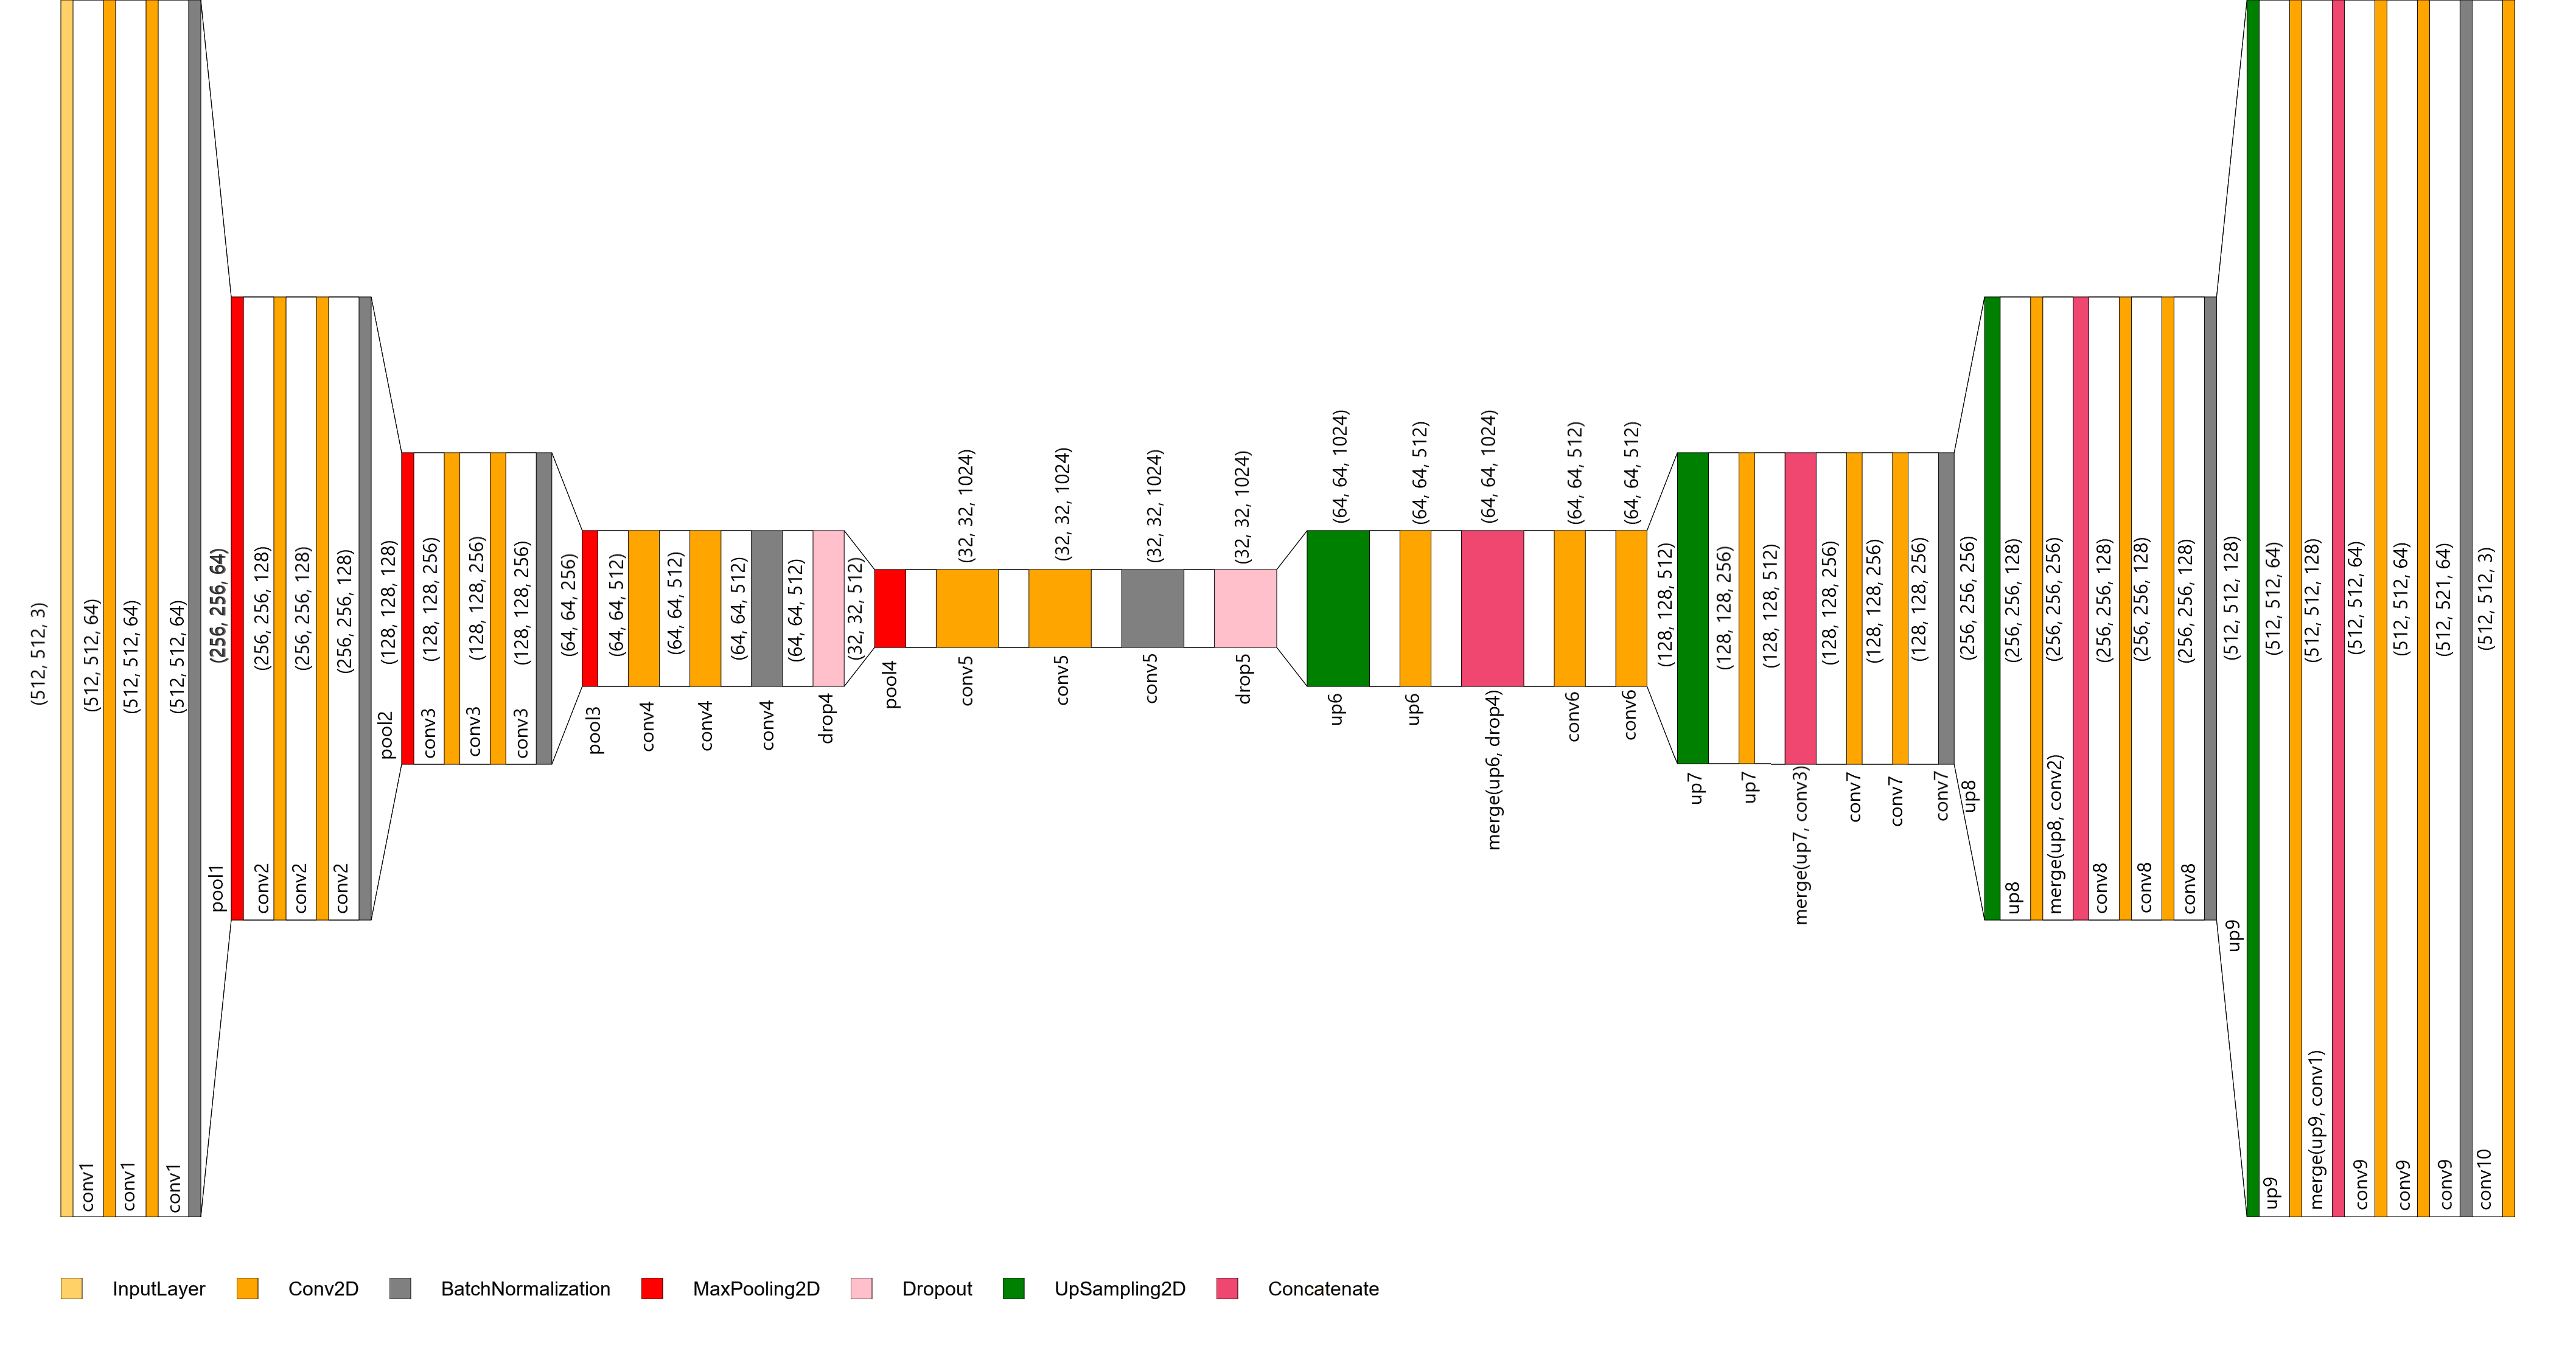 (512, 512, 3)
(512, 512, 64)
conv1
(512, 512, 64)
conv1
(512, 512, 64)
conv1
(256, 256, 64)
pool1
(256, 256, 128)
conv2
(256, 256, 128)
conv2
(256, 256, 128)
conv2
(128, 128, 128)
pool2
(128, 128, 256)
conv3
(128, 128, 256)
conv3
(128, 128, 256)
conv3
(64, 64, 256)
pool3
(64, 64, 512)
conv4
(64, 64, 512)
conv4
(64, 64, 512)
conv4
(64, 64, 512)
drop4
(32, 32, 512)
pool4
(32, 32, 1024)
conv5
(32, 32, 1024)
conv5
(32, 32, 1024)
conv5
(32, 32, 1024)
drop5
(64, 64, 1024)
up6
(64, 64, 512)
up6
(64, 64, 1024)
merge(up6, drop4)
(64, 64, 512)
conv6
(64, 64, 512)
conv6
(128, 128, 512)
up7
(128, 128, 256)
up7
(128, 128, 512)
merge(up7, conv3)
(128, 128, 256)
conv7
(128, 128, 256)
conv7
(128, 128, 256)
conv7
(256, 256, 256)
up8
(256, 256, 128)
up8
(256, 256, 256)
merge(up8, conv2)
(256, 256, 128)
conv8
(256, 256, 128)
conv8
(256, 256, 128)
conv8
(512, 512, 128)
up9
(512, 512, 64)
up9
(512, 512, 128)
merge(up9, conv1)
(512, 512, 64)
conv9
(512, 512, 64)
conv9
(512, 521, 64)
conv9
(512, 512, 3)
conv10
InputLayer
Conv2D
BatchNormalization
MaxPooling2D
Dropout
UpSampling2D
Concatenate